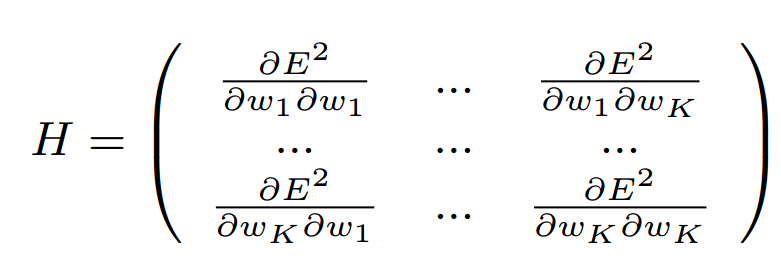 H = ( ∂E²/∂w₁∂w₁ ... ∂E²/∂w₁∂w_K
... ... ...
∂E²/∂w_K∂w₁ ... ∂E²/∂w_K∂w_K )